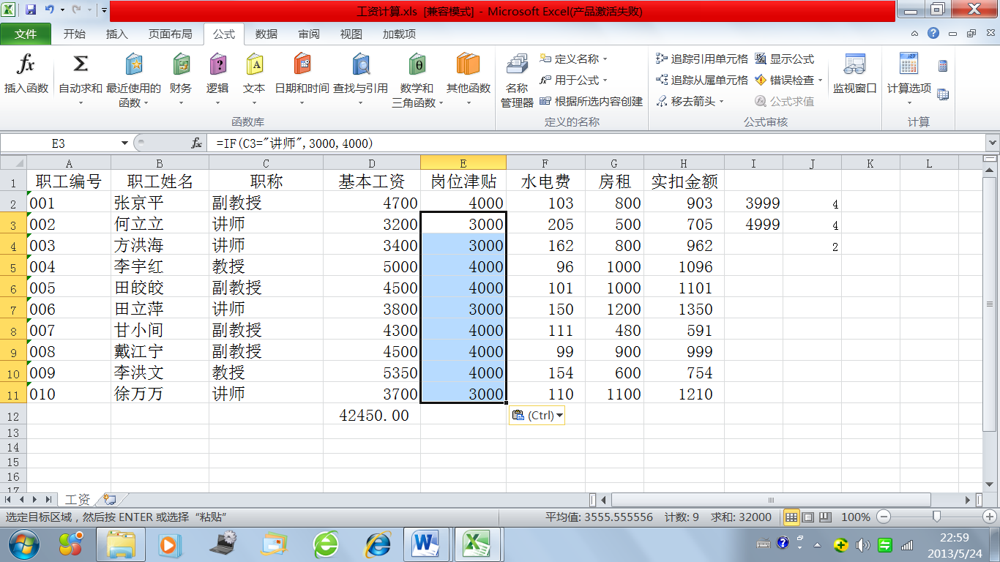 工资计算.xls [兼容模式] - Microsoft Excel(产品激活失败)
文件 开始 插入 页面布局 公式 数据 审阅 视图 加载项
fx 插入函数
Σ 自动求和
最近使用的函数
财务
逻辑
文本
日期和时间
查找与引用
θ 数学和三角函数
其他函数
函数库
名称管理器
定义名称
用于公式
根据所选内容创建
定义的名称
追踪引用单元格
追踪从属单元格
移去箭头
显示公式
错误检查
公式求值
监视窗口
公式审核
计算选项
计算
E3 fx =IF(C3="讲师",3000,4000)
A B C D E F G H I J K L
1 职工编号 职工姓名 职称 基本工资 岗位津贴 水电费 房租 实扣金额
2 001 张京平 副教授 4700 4000 103 800 903 3999 4
3 002 何立立 讲师 3200 3000 205 500 705 4999 4
4 003 方洪海 讲师 3400 3000 162 800 962 2
5 004 李宇红 教授 5000 4000 96 1000 1096
6 005 田皎皎 副教授 4500 4000 101 1000 1101
7 006 田立萍 讲师 3800 3000 150 1200 1350
8 007 甘小间 副教授 4300 4000 111 480 591
9 008 戴江宁 副教授 4500 4000 99 900 999
10 009 李洪文 教授 5350 4000 154 600 754
11 010 徐万万 讲师 3700 3000 110 1100 1210
12 42450.00 (Ctrl)
13
14
15
16
17
工资
选定目标区域，然后按 ENTER 或选择“粘贴” 平均值: 3555.555556 计数: 9 求和: 32000 100%
22:59
2013/5/24